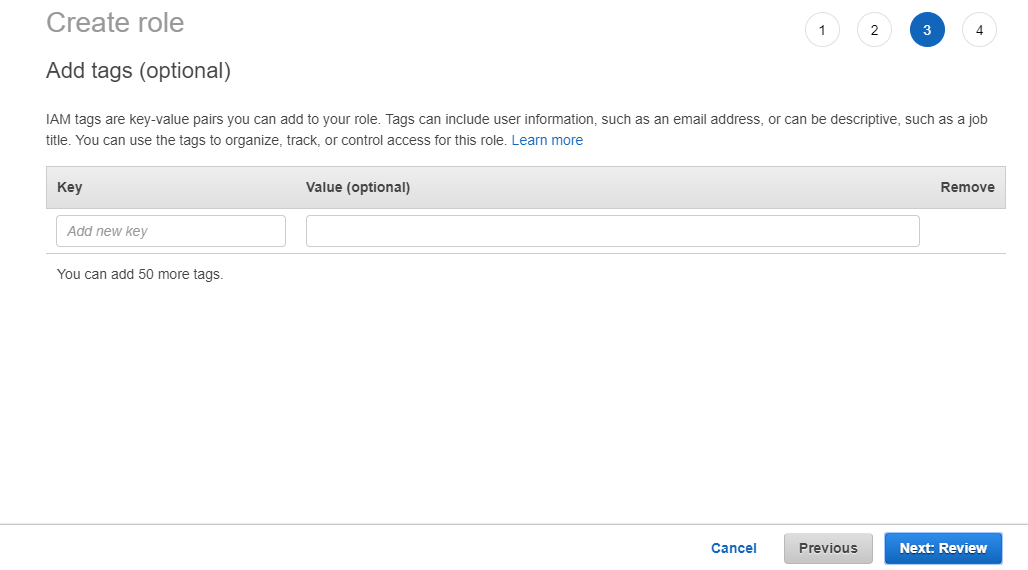 Create role
1 2 3 4
Add tags (optional)
IAM tags are key-value pairs you can add to your role. Tags can include user information, such as an email address, or can be descriptive, such as a job
title. You can use the tags to organize, track, or control access for this role. Learn more
Key Value (optional) Remove
Add new key
You can add 50 more tags.
Cancel Previous Next: Review